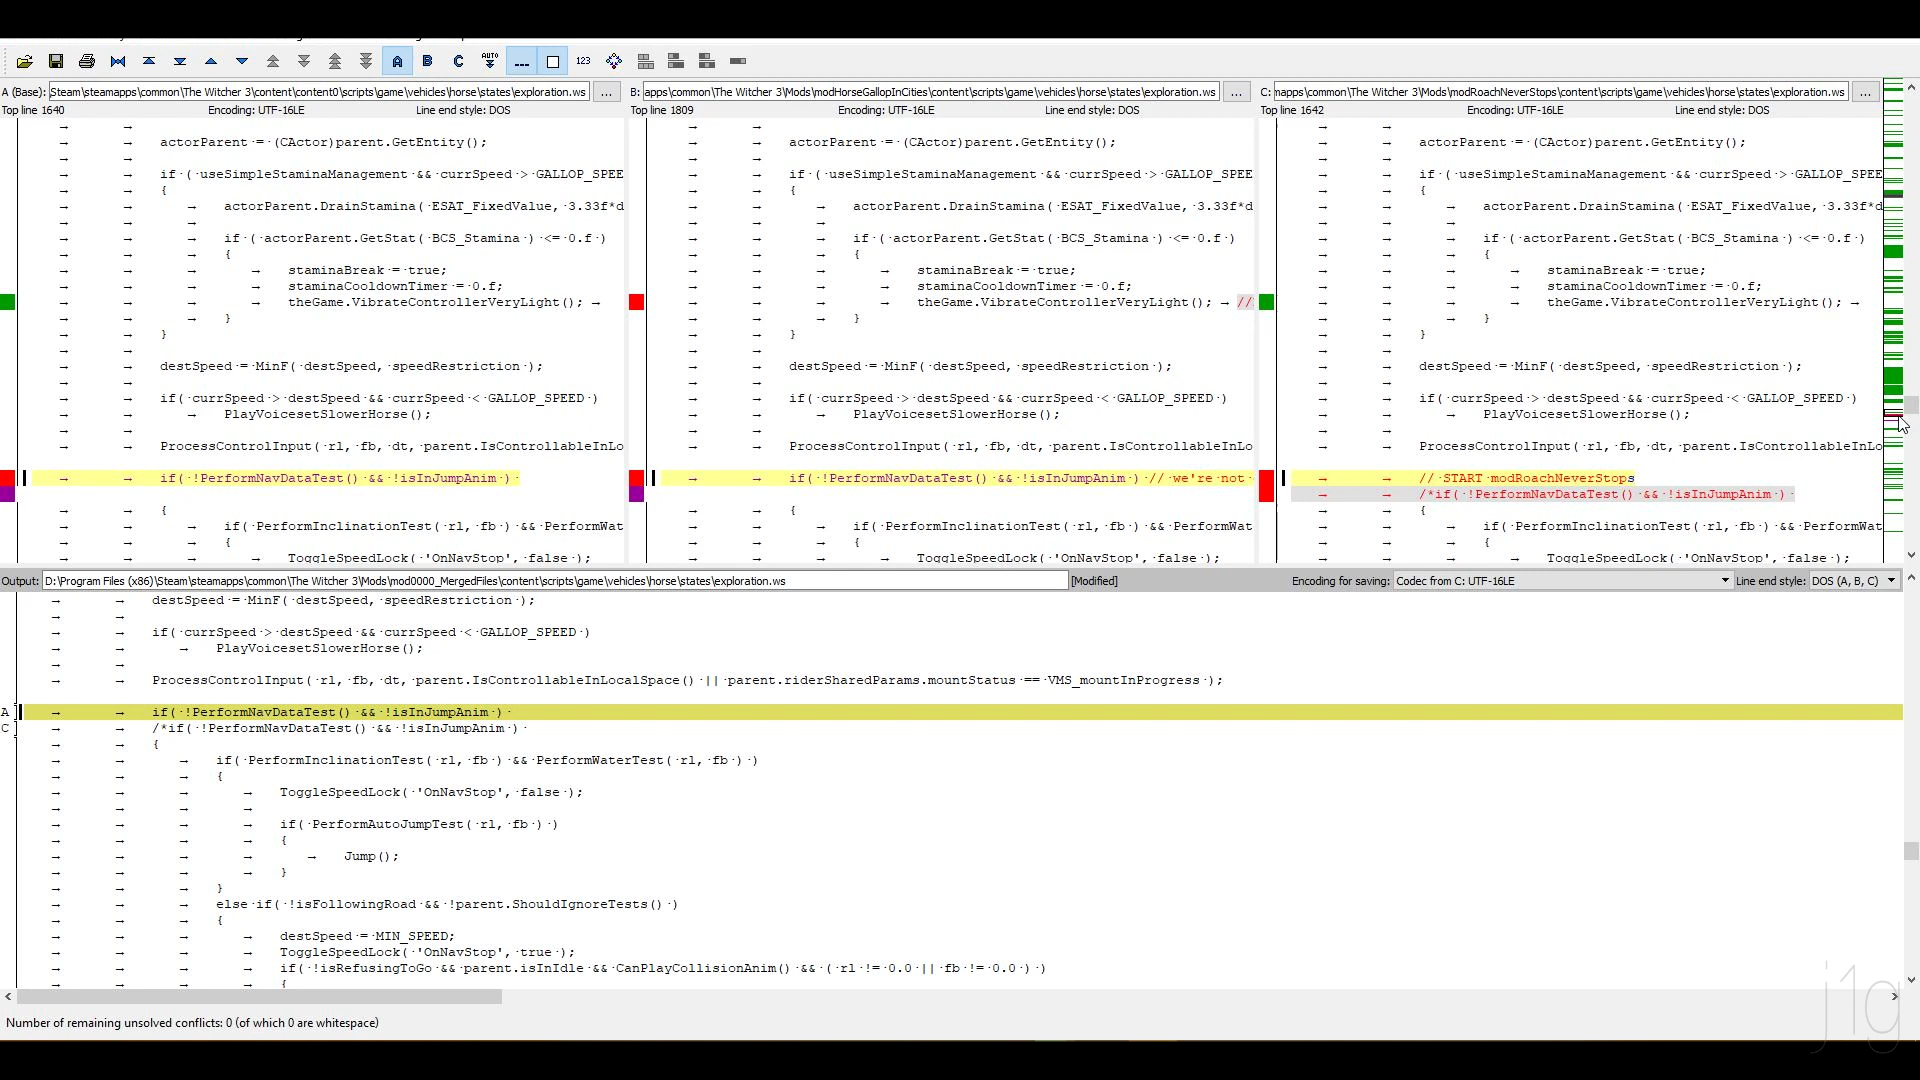 A B C AUTO 123
A (Base): Steam\steamapps\common\The Witcher 3\content\content0\scripts\game\vehicles\horse\states\exploration.ws ...
Top line 1640 Encoding: UTF-16LE Line end style: DOS
actorParent = (CActor)parent.GetEntity();
if ( useSimpleStaminaManagement && currSpeed > GALLOP_SPEE
{
actorParent.DrainStamina( ESAT_FixedValue, 3.33f*d
if ( actorParent.GetStat( BCS_Stamina ) <= 0.f )
{
staminaBreak = true;
staminaCooldownTimer = 0.f;
theGame.VibrateControllerVeryLight();
}
}
destSpeed = MinF( destSpeed, speedRestriction );
if( currSpeed > destSpeed && currSpeed < GALLOP_SPEED )
PlayVoicesetSlowerHorse();
ProcessControlInput( rl, fb, dt, parent.IsControllableInLo
if( !PerformNavDataTest() && !isInJumpAnim )
{
if( PerformInclinationTest( rl, fb ) && PerformWat
{
ToggleSpeedLock( 'OnNavStop', false );
B: apps\common\The Witcher 3\Mods\modHorseGallopInCities\content\scripts\game\vehicles\horse\states\exploration.ws ...
Top line 1809 Encoding: UTF-16LE Line end style: DOS
actorParent = (CActor)parent.GetEntity();
if ( useSimpleStaminaManagement && currSpeed > GALLOP_SPEE
{
actorParent.DrainStamina( ESAT_FixedValue, 3.33f*d
if ( actorParent.GetStat( BCS_Stamina ) <= 0.f )
{
staminaBreak = true;
staminaCooldownTimer = 0.f;
theGame.VibrateControllerVeryLight(); //
}
}
destSpeed = MinF( destSpeed, speedRestriction );
if( currSpeed > destSpeed && currSpeed < GALLOP_SPEED )
PlayVoicesetSlowerHorse();
ProcessControlInput( rl, fb, dt, parent.IsControllableInLo
if( !PerformNavDataTest() && !isInJumpAnim ) // we're not
{
if( PerformInclinationTest( rl, fb ) && PerformWat
{
ToggleSpeedLock( 'OnNavStop', false );
C: mapps\common\The Witcher 3\Mods\modRoachNeverStops\content\scripts\game\vehicles\horse\states\exploration.ws ...
Top line 1642 Encoding: UTF-16LE Line end style: DOS
actorParent = (CActor)parent.GetEntity();
if ( useSimpleStaminaManagement && currSpeed > GALLOP_SPEE
{
actorParent.DrainStamina( ESAT_FixedValue, 3.33f*d
if ( actorParent.GetStat( BCS_Stamina ) <= 0.f )
{
staminaBreak = true;
staminaCooldownTimer = 0.f;
theGame.VibrateControllerVeryLight();
}
}
destSpeed = MinF( destSpeed, speedRestriction );
if( currSpeed > destSpeed && currSpeed < GALLOP_SPEED )
PlayVoicesetSlowerHorse();
ProcessControlInput( rl, fb, dt, parent.IsControllableInLo
// START modRoachNeverStops
/*if( !PerformNavDataTest() && !isInJumpAnim )
{
if( PerformInclinationTest( rl, fb ) && PerformWat
{
ToggleSpeedLock( 'OnNavStop', false );
Output: D:\Program Files (x86)\Steam\steamapps\common\The Witcher 3\Mods\mod0000_MergedFiles\content\scripts\game\vehicles\horse\states\exploration.ws [Modified] Encoding for saving: Codec from C: UTF-16LE Line end style: DOS (A, B, C)
destSpeed = MinF( destSpeed, speedRestriction );
if( currSpeed > destSpeed && currSpeed < GALLOP_SPEED )
PlayVoicesetSlowerHorse();
ProcessControlInput( rl, fb, dt, parent.IsControllableInLocalSpace() || parent.riderSharedParams.mountStatus == VMS_mountInProgress );
A if( !PerformNavDataTest() && !isInJumpAnim )
C /*if( !PerformNavDataTest() && !isInJumpAnim )
{
if( PerformInclinationTest( rl, fb ) && PerformWaterTest( rl, fb ) )
{
ToggleSpeedLock( 'OnNavStop', false );
if( PerformAutoJumpTest( rl, fb ) )
{
Jump();
}
}
else if( !isFollowingRoad && !parent.ShouldIgnoreTests() )
{
destSpeed = MIN_SPEED;
ToggleSpeedLock( 'OnNavStop', true );
if( !isRefusingToGo && parent.isInIdle && CanPlayCollisionAnim() && ( rl != 0.0 || fb != 0.0 ) )
{
Number of remaining unsolved conflicts: 0 (of which 0 are whitespace)
j1g